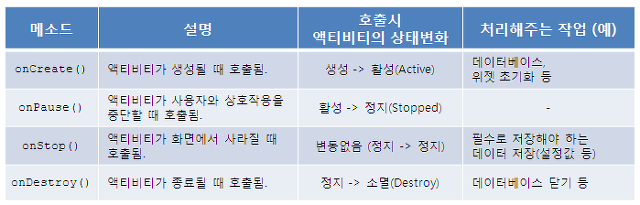 메소드
설명
호출시
액티비티의 상태변화
처리해주는 작업 (예)
onCreate()
액티비티가 생성될 때 호출됨.
생성 -> 활성(Active)
데이터베이스,
위젯 초기화 등
onPause()
액티비티가 사용자와 상호작용을
중단할 때 호출됨.
활성 -> 정지(Stopped)
-
onStop()
액티비티가 화면에서 사라질 때
호출됨.
변동없음 (정지 -> 정지)
필수로 저장해야 하는
데이터 저장(설정값 등)
onDestroy()
액티비티가 종료될 때 호출됨.
정지 -> 소멸(Destroy)
데이터베이스 닫기 등